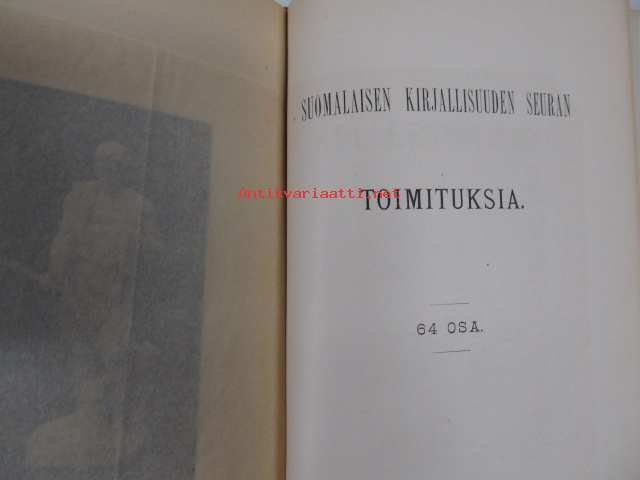 SUOMALAISEN KIRJALLISUUDEN SEURAN
Antikvariaatti.net
TOIMITUKSIA.
64 OSA.